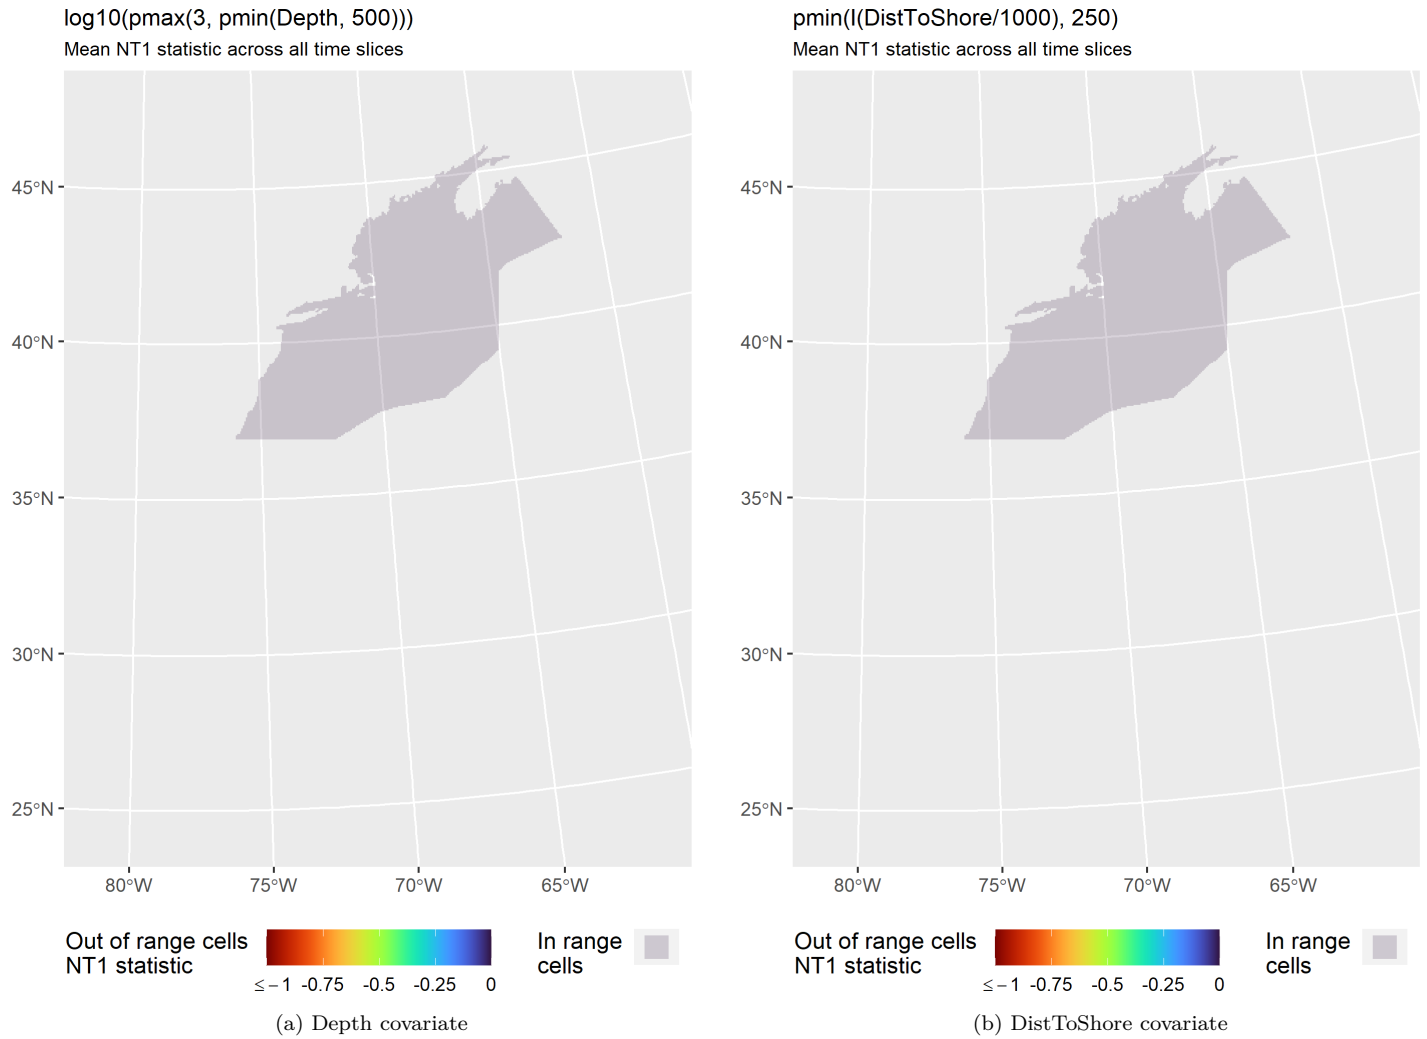 log10(pmax(3, pmin(Depth, 500)))
Mean NT1 statistic across all time slices
45°N
40°N
35°N
30°N
25°N
80°W 75°W 70°W 65°W
Out of range cells
NT1 statistic
≤ − 1 -0.75 -0.5 -0.25 0
In range
cells
(a) Depth covariate
pmin(I(DistToShore/1000), 250)
Mean NT1 statistic across all time slices
45°N
40°N
35°N
30°N
25°N
80°W 75°W 70°W 65°W
Out of range cells
NT1 statistic
≤ − 1 -0.75 -0.5 -0.25 0
In range
cells
(b) DistToShore covariate